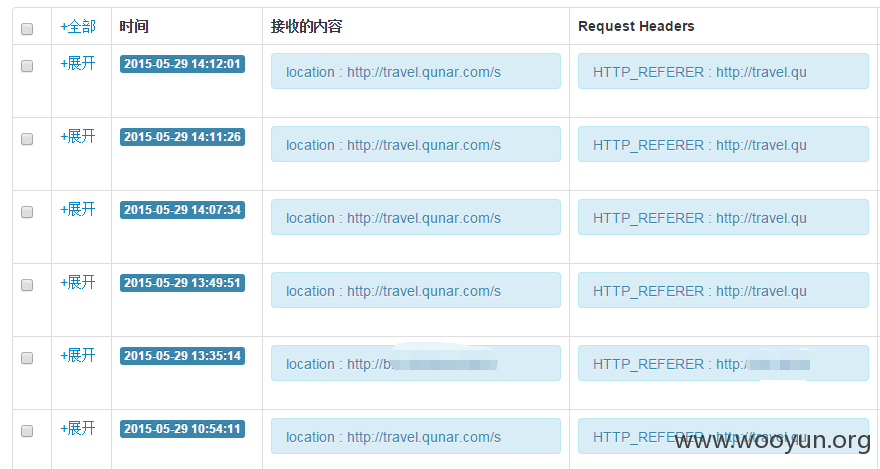 +全部 时间 接收的内容 Request Headers
+展开 2015-05-29 14:12:01 location : http://travel.qunar.com/s HTTP_REFERER : http://travel.qu
+展开 2015-05-29 14:11:26 location : http://travel.qunar.com/s HTTP_REFERER : http://travel.qu
+展开 2015-05-29 14:07:34 location : http://travel.qunar.com/s HTTP_REFERER : http://travel.qu
+展开 2015-05-29 13:49:51 location : http://travel.qunar.com/s HTTP_REFERER : http://travel.qu
+展开 2015-05-29 13:35:14 location : http://b HTTP_REFERER : http:/
+展开 2015-05-29 10:54:11 location : http://travel.qunar.com/s HTTP_REFERER : http://travel.qu
www.wooyun.org